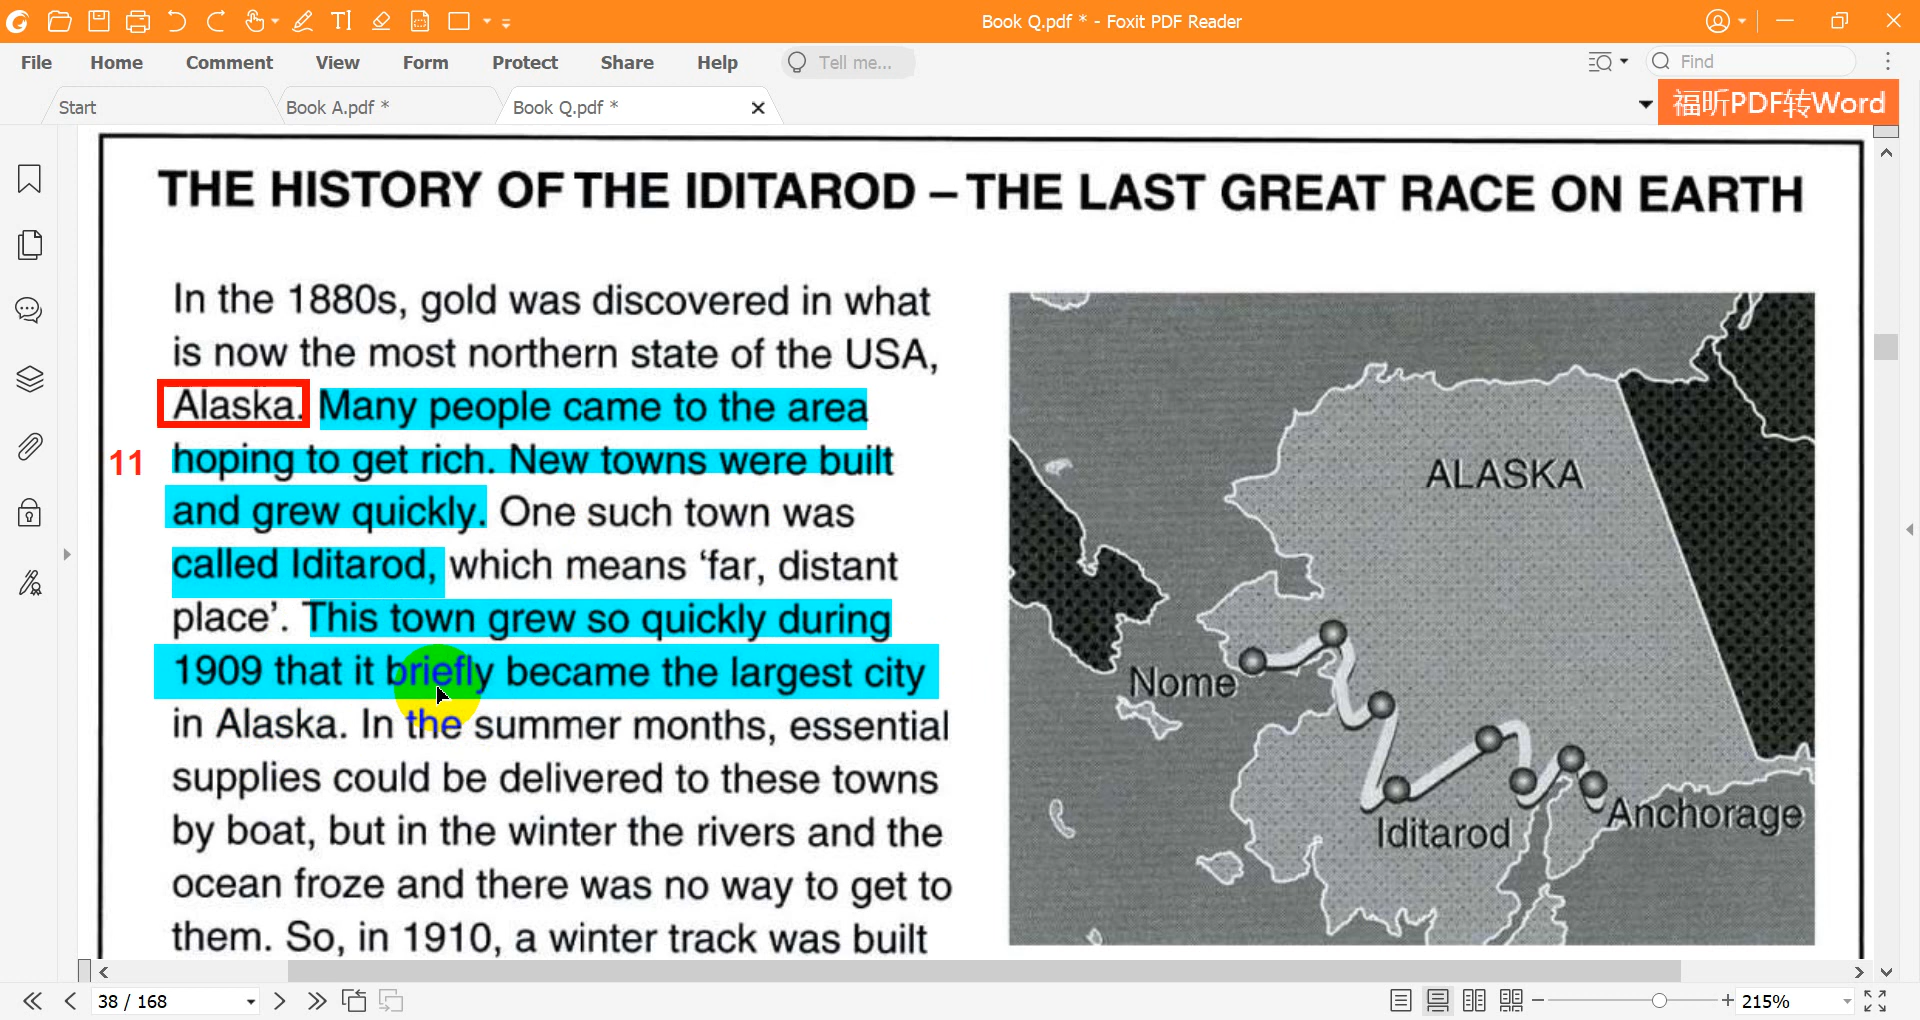 Book Q.pdf * - Foxit PDF Reader
File Home Comment View Form Protect Share Help Tell me... Find
Start Book A.pdf * Book Q.pdf * 福昕PDF转Word
THE HISTORY OF THE IDITAROD – THE LAST GREAT RACE ON EARTH
In the 1880s, gold was discovered in what
is now the most northern state of the USA,
Alaska. Many people came to the area
11 hoping to get rich. New towns were built
and grew quickly. One such town was
called Iditarod, which means ‘far, distant
place’. This town grew so quickly during
1909 that it briefly became the largest city
in Alaska. In the summer months, essential
supplies could be delivered to these towns
by boat, but in the winter the rivers and the
ocean froze and there was no way to get to
them. So, in 1910, a winter track was built
ALASKA
Nome
Anchorage
Iditarod
38 / 168 215%